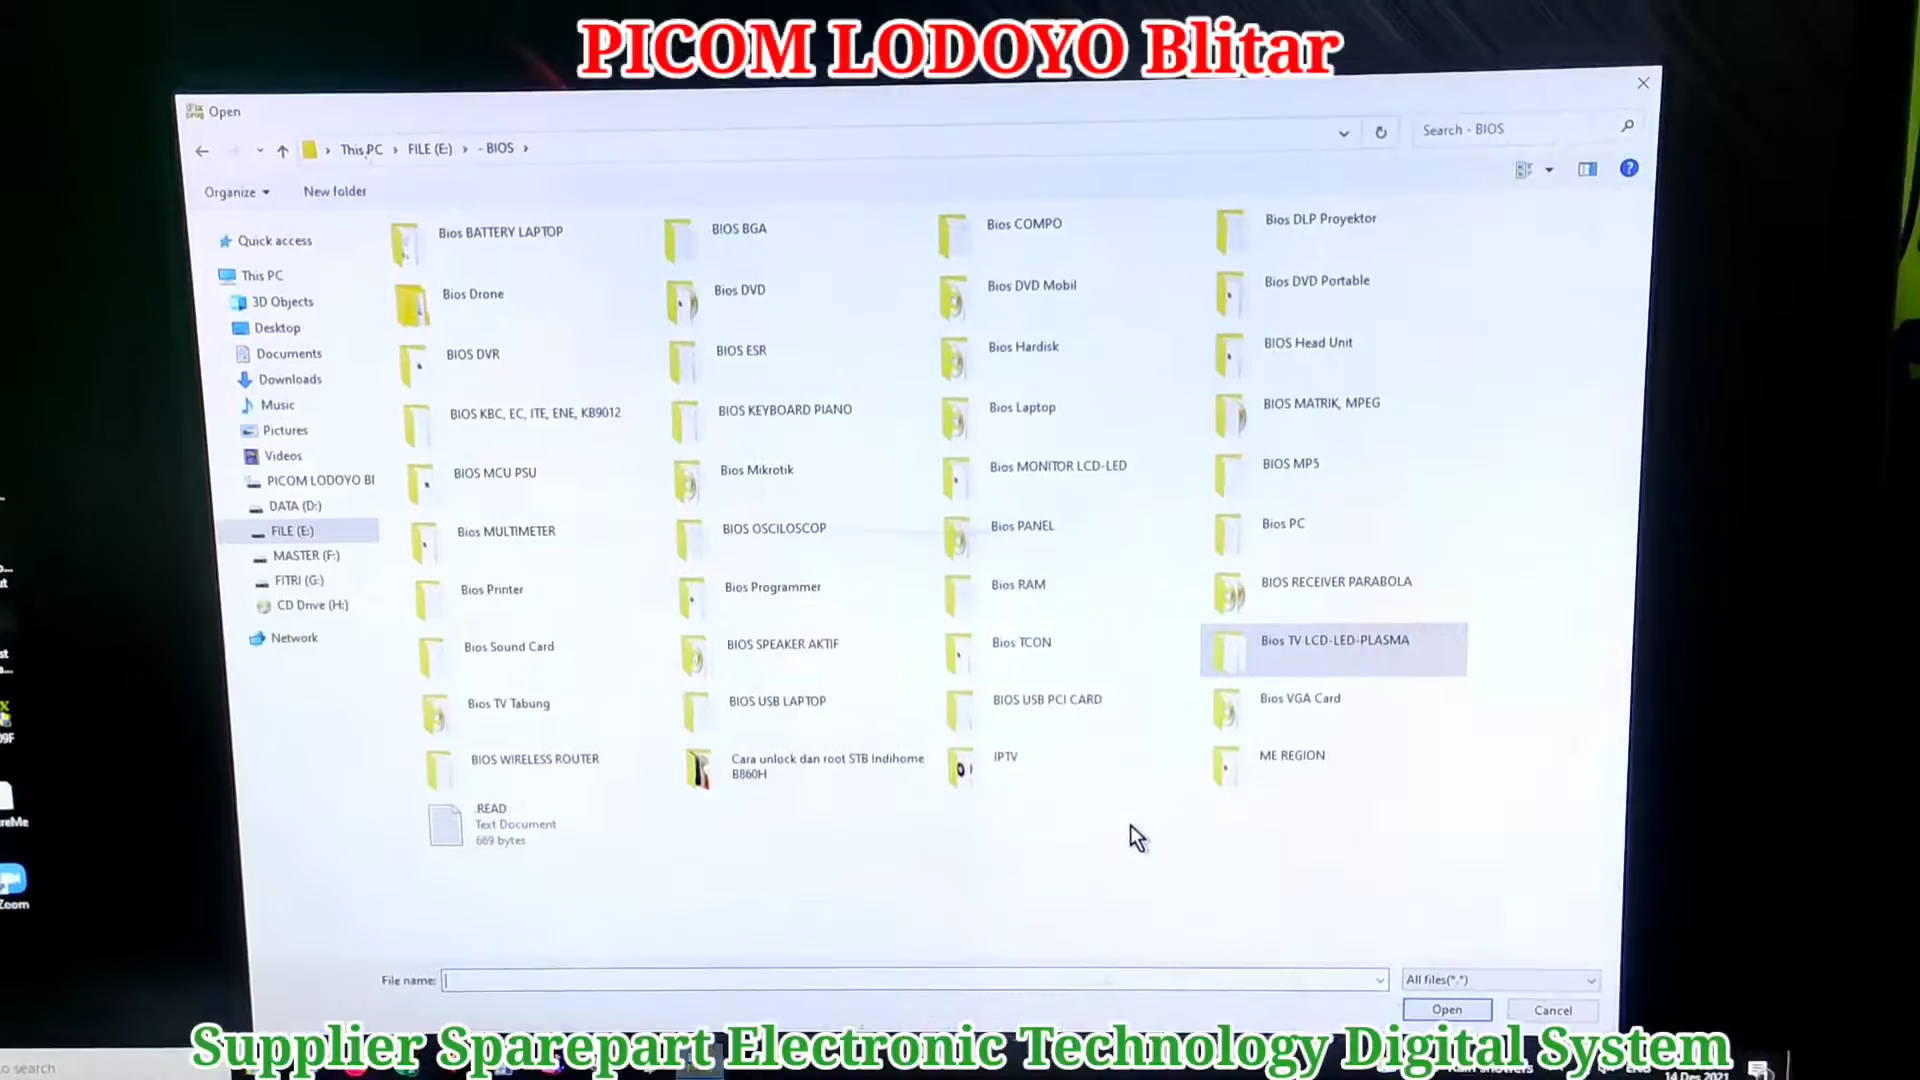 PICOM LODOYO Blitar
iFix prog Open
This PC › FILE (E:) › - BIOS ›
Search - BIOS
Organize
New folder
Quick access
This PC
3D Objects
Desktop
Documents
Downloads
Music
Pictures
Videos
PICOM LODOYO BI
DATA (D:)
FILE (E:)
MASTER (F:)
FITRI (G:)
CD Drive (H:)
Network
Bios BATTERY LAPTOP
BIOS BGA
Bios COMPO
Bios DLP Proyektor
Bios Drone
Bios DVD
Bios DVD Mobil
Bios DVD Portable
BIOS DVR
BIOS ESR
Bios Hardisk
BIOS Head Unit
BIOS KBC, EC, ITE, ENE, KB9012
BIOS KEYBOARD PIANO
Bios Laptop
BIOS MATRIK, MPEG
BIOS MCU PSU
Bios Mikrotik
Bios MONITOR LCD-LED
BIOS MP5
Bios MULTIMETER
BIOS OSCILOSCOP
Bios PANEL
Bios PC
Bios Printer
Bios Programmer
Bios RAM
BIOS RECEIVER PARABOLA
Bios Sound Card
BIOS SPEAKER AKTIF
Bios TCON
Bios TV LCD-LED-PLASMA
Bios TV Tabung
BIOS USB LAPTOP
BIOS USB PCI CARD
Bios VGA Card
BIOS WIRELESS ROUTER
Cara unlock dan root STB Indihome
B860H
IPTV
ME REGION
.READ
Text Document
669 bytes
Zoom
File name:
All files(*.*)
Open
Cancel
Supplier Sparepart Electronic Technology Digital System
o search
14 Des 2021